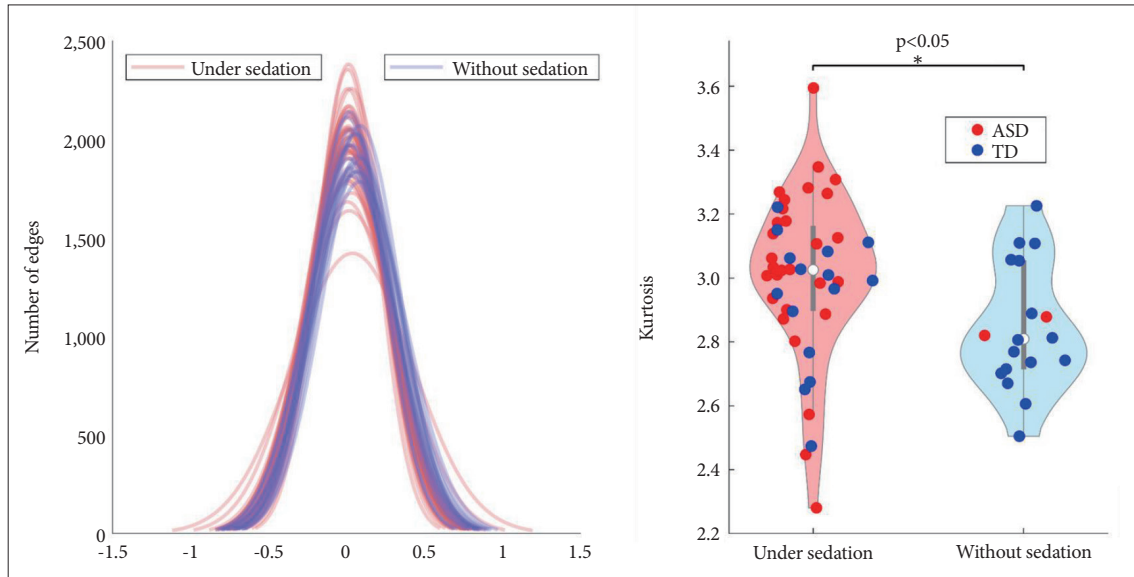 2,500
2,000
1,500
1,000
500
0
Number of edges
Under sedation
Without sedation
-1.5
-1
-0.5
0
0.5
1
1.5
p<0.05
*
3.6
3.4
3.2
3.0
2.8
2.6
2.4
2.2
Kurtosis
ASD
TD
Under sedation
Without sedation